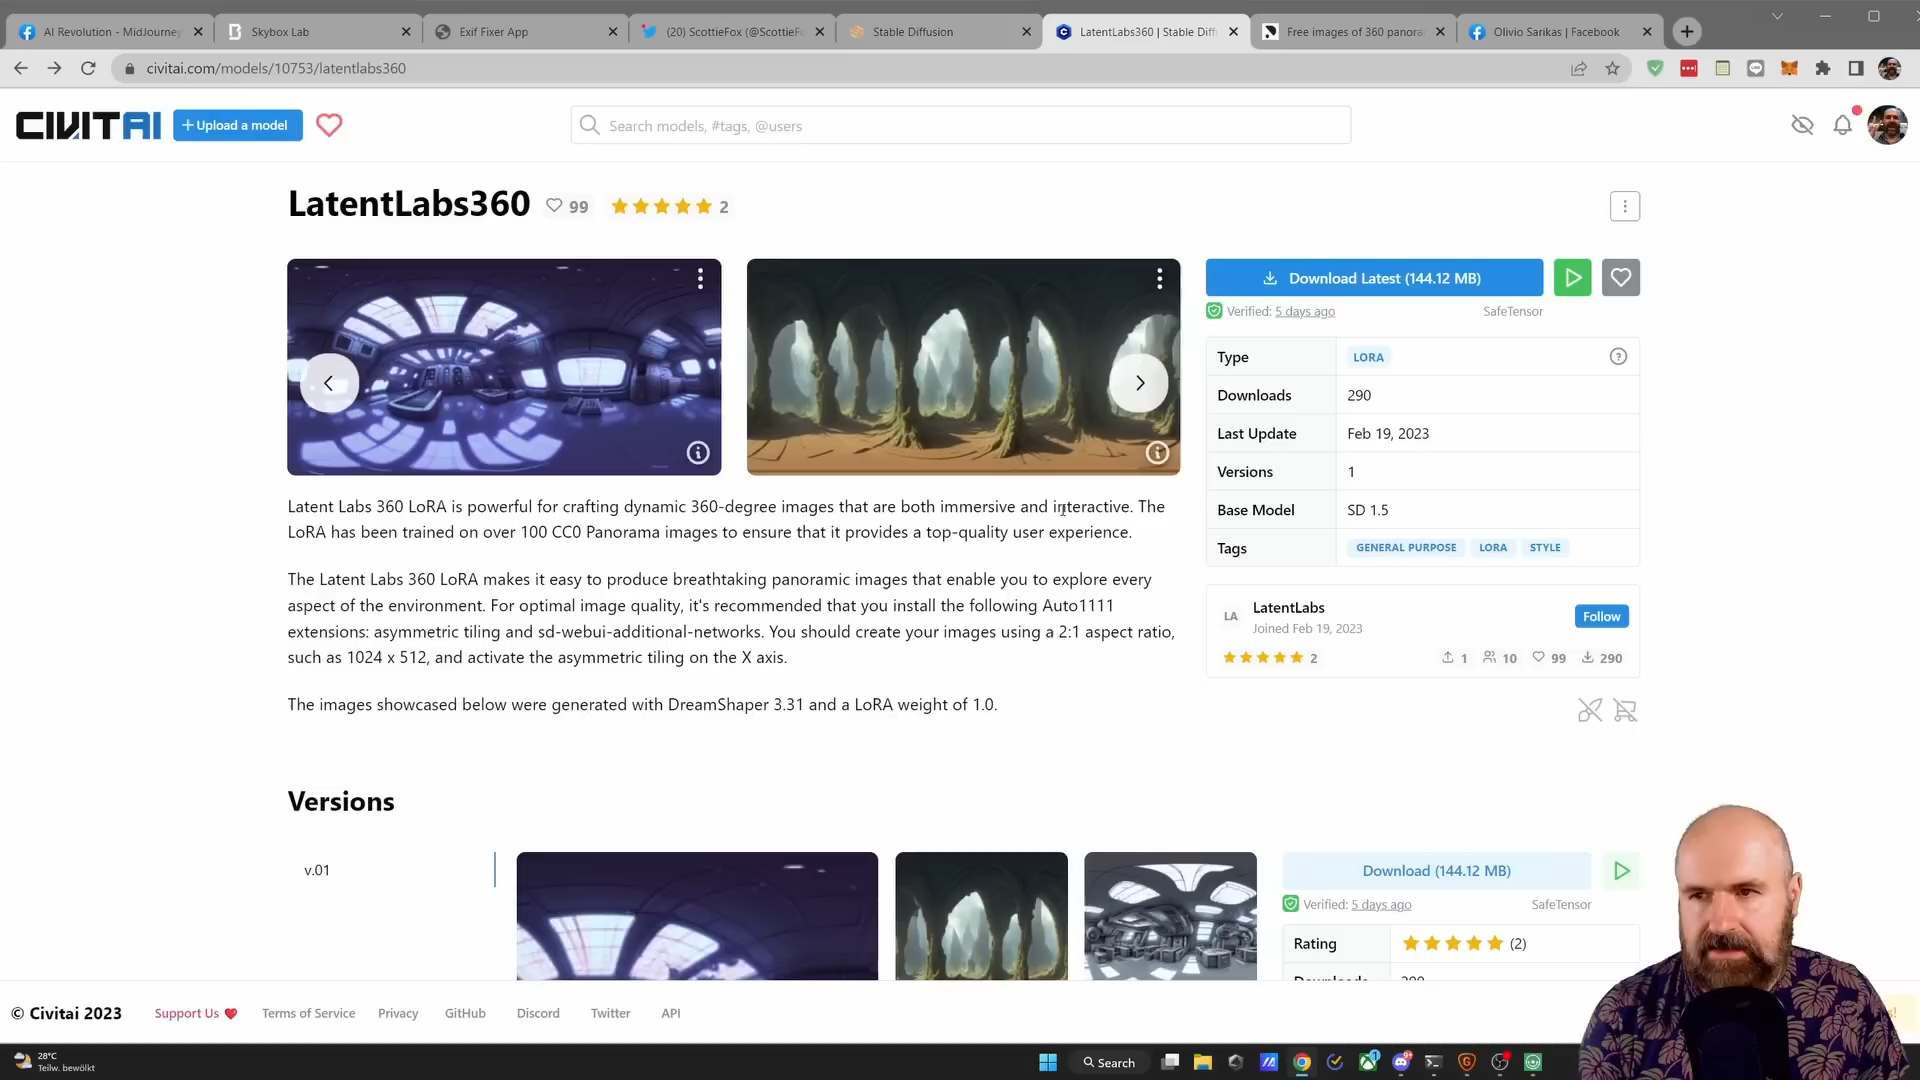 AI Revolution - MidJourney
Skybox Lab
Exif Fixer App
(20) ScottieFox (@ScottieFo
Stable Diffusion
LatentLabs360 | Stable Diff
Free images of 360 panora
Olivio Sarikas | Facebook
civitai.com/models/10753/latentlabs360
CIVITAI
+ Upload a model
Search models, #tags, @users
LatentLabs360
99
2
Download Latest (144.12 MB)
Verified: 5 days ago
SafeTensor
Type
LORA
Downloads
290
Last Update
Feb 19, 2023
Versions
1
Base Model
SD 1.5
Tags
GENERAL PURPOSE
LORA
STYLE
Latent Labs 360 LoRA is powerful for crafting dynamic 360-degree images that are both immersive and interactive. The
LoRA has been trained on over 100 CC0 Panorama images to ensure that it provides a top-quality user experience.
The Latent Labs 360 LoRA makes it easy to produce breathtaking panoramic images that enable you to explore every
aspect of the environment. For optimal image quality, it's recommended that you install the following Auto1111
extensions: asymmetric tiling and sd-webui-additional-networks. You should create your images using a 2:1 aspect ratio,
such as 1024 x 512, and activate the asymmetric tiling on the X axis.
The images showcased below were generated with DreamShaper 3.31 and a LoRA weight of 1.0.
LA
LatentLabs
Joined Feb 19, 2023
Follow
2
1
10
99
290
Versions
v.01
Download (144.12 MB)
Verified: 5 days ago
SafeTensor
Rating
(2)
Downloads
290
© Civitai 2023
Support Us
Terms of Service
Privacy
GitHub
Discord
Twitter
API
28°C
Teilw. bewölkt
Search